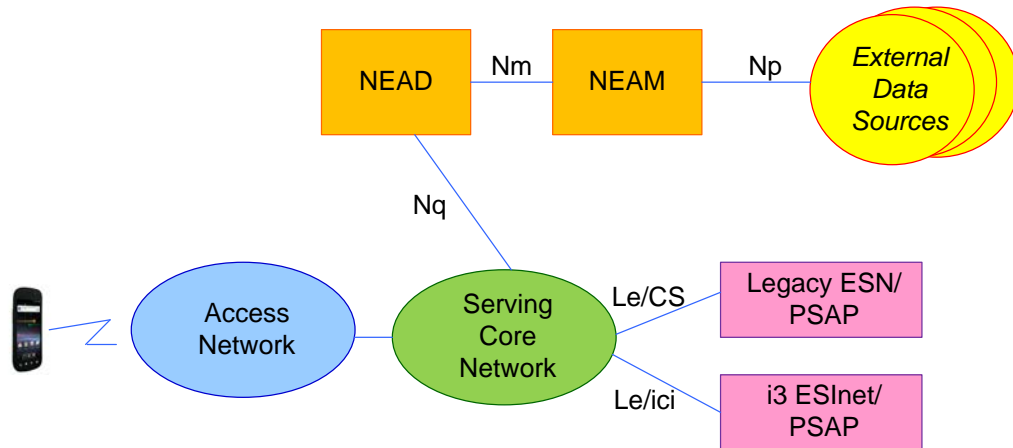 NEAD
Nm
NEAM
Np
External
Data
Sources
Nq
Access
Network
Serving
Core
Network
Le/CS
Legacy ESN/
PSAP
Le/ici
i3 ESInet/
PSAP